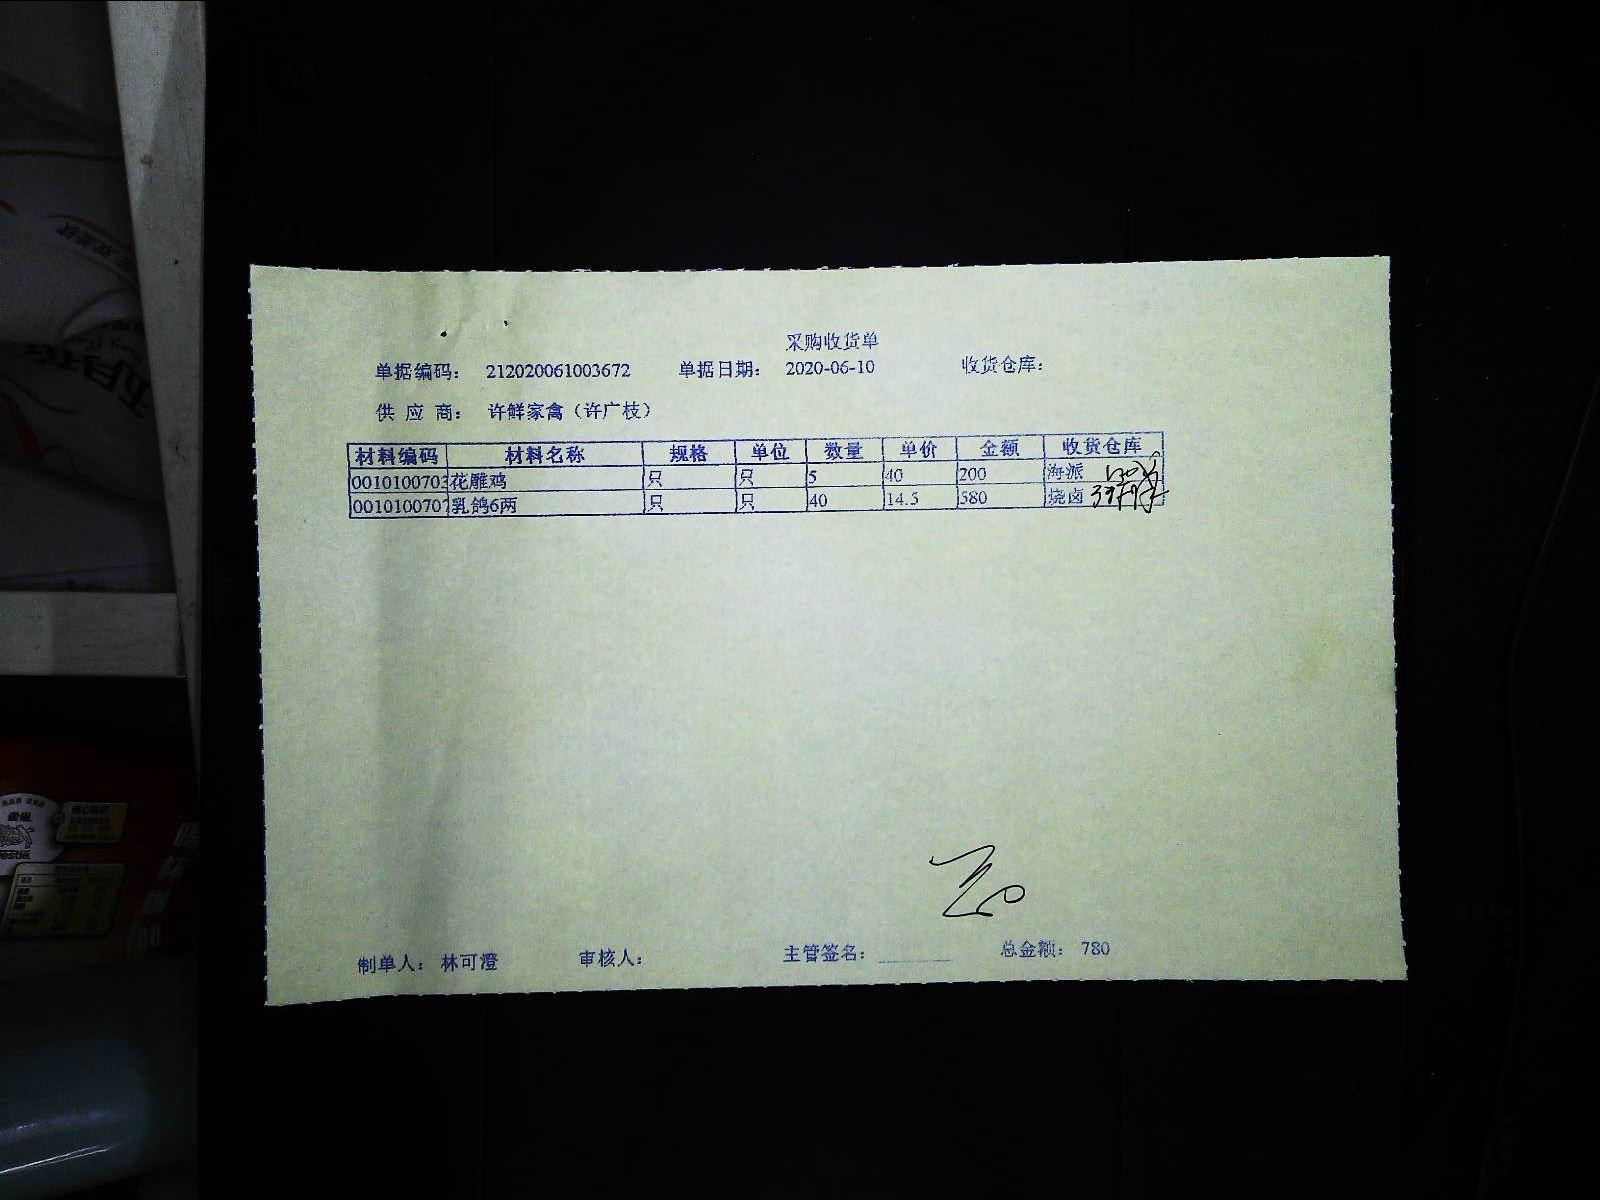 采购收货单
单据编码： 212020061003672 单据日期： 2020-06-10 收货仓库：
供 应 商： 许鲜家禽（许广枝）
材料编码 材料名称 规格 单位 数量 单价 金额 收货仓库
0010100703 花雕鸡 只 只 5 40 200 海派
001010070 乳鸽6两 只 只 40 14.5 580 烧卤
制单人： 林可澄 审核人： 主管签名： 总金额： 780